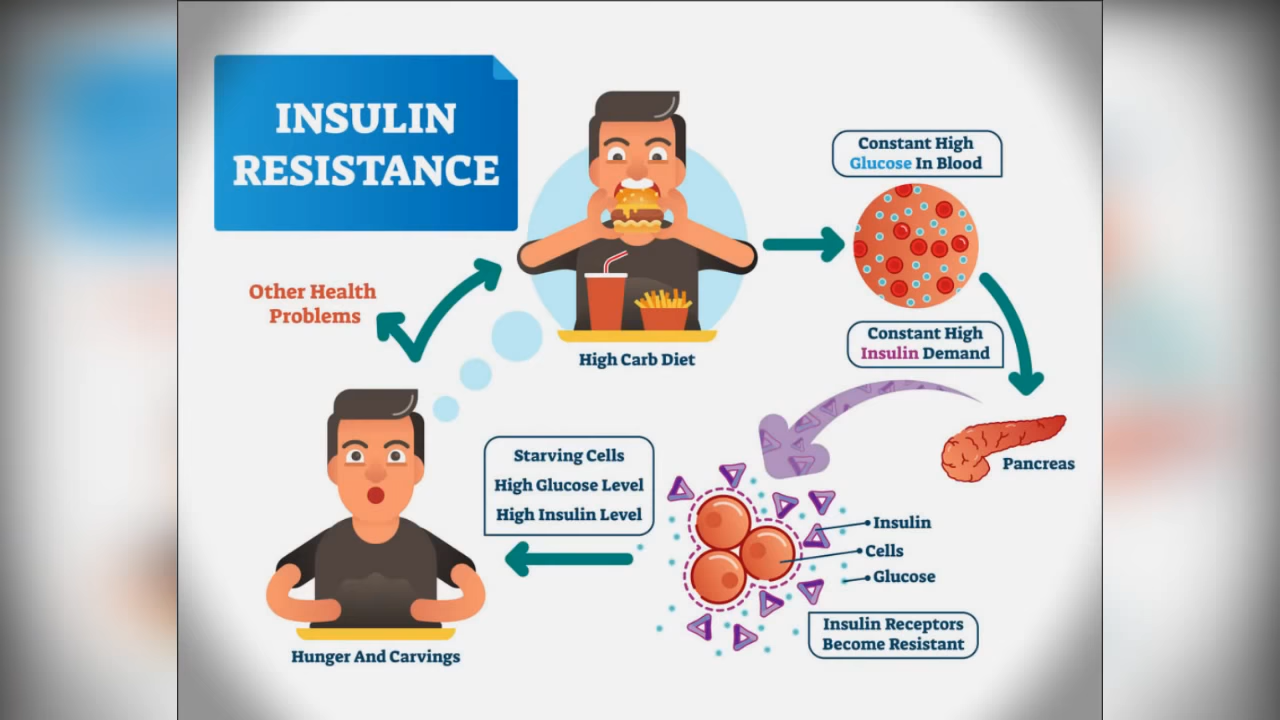 INSULIN
RESISTANCE
Constant High
Glucose In Blood
Other Health
Problems
High Carb Diet
Constant High
Insulin Demand
Pancreas
Starving Cells
High Glucose Level
High Insulin Level
Insulin
Cells
Glucose
Insulin Receptors
Become Resistant
Hunger And Carvings